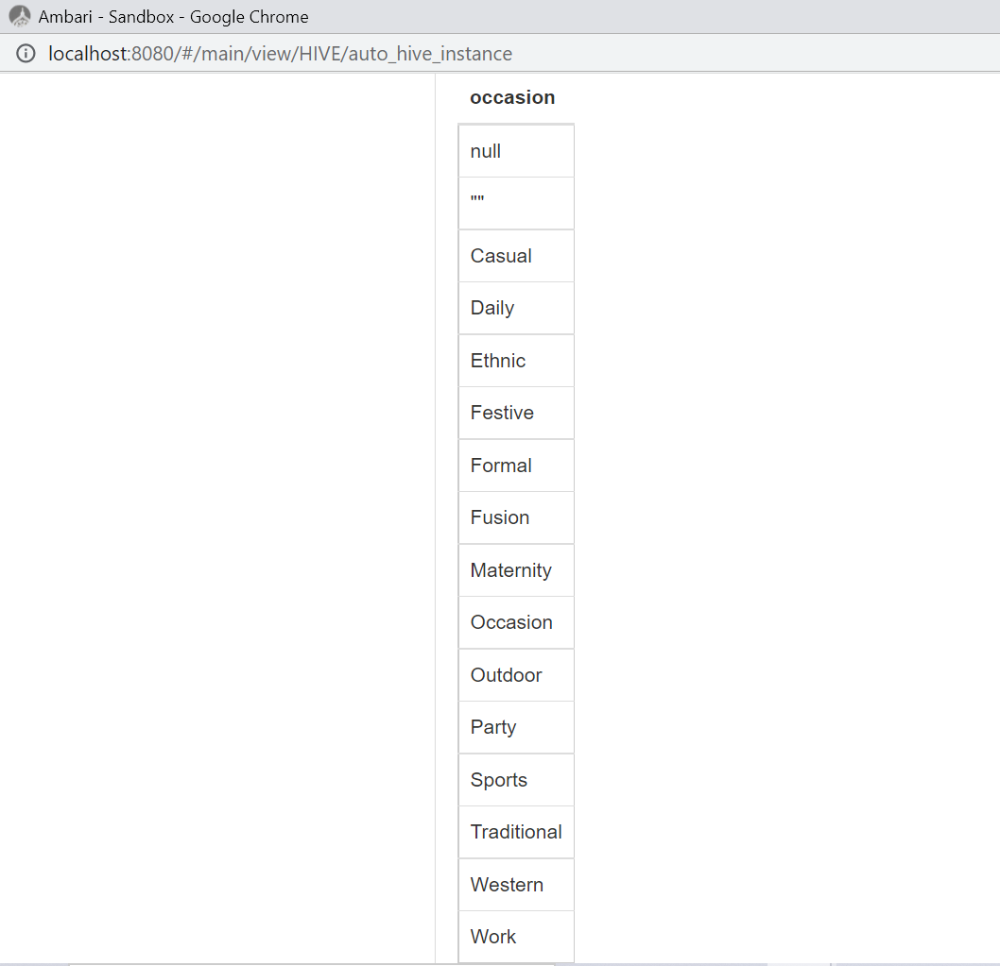 Ambari - Sandbox - Google Chrome
localhost:8080/#/main/view/HIVE/auto_hive_instance
occasion
null
""
Casual
Daily
Ethnic
Festive
Formal
Fusion
Maternity
Occasion
Outdoor
Party
Sports
Traditional
Western
Work